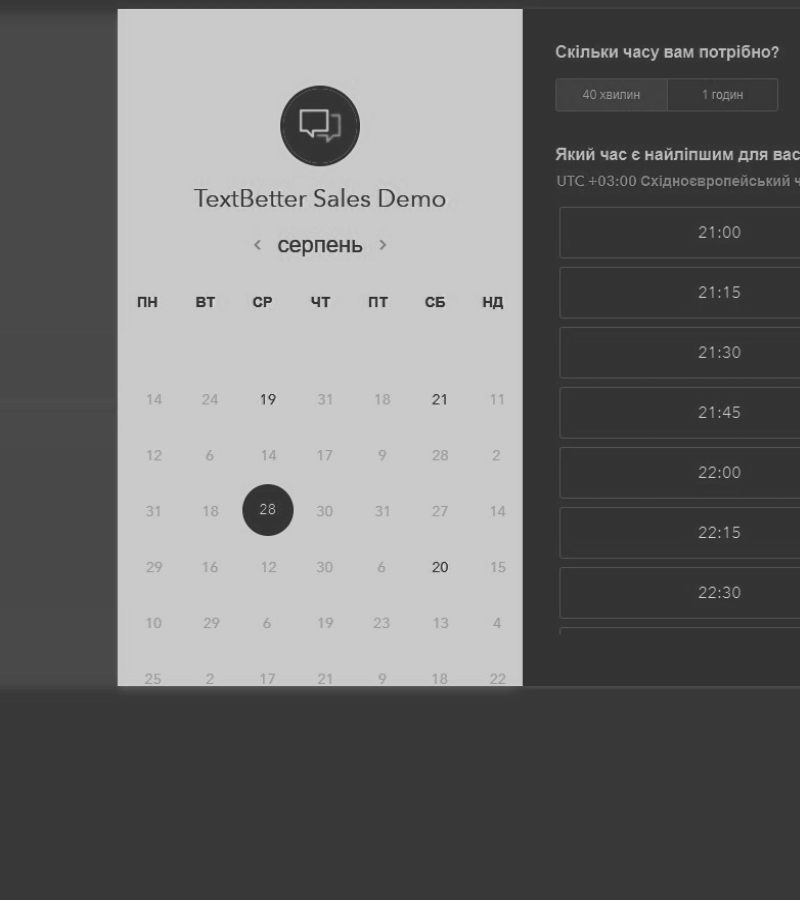 TextBetter Sales Demo
серпень
ПН ВТ СР ЧТ ПТ СБ НД
14 24 19 31 18 21 11
12 6 14 17 9 28 2
31 18 28 30 31 27 14
29 16 12 30 6 20 15
10 29 6 19 23 13 4
25 2 17 21 9 18 22
Скільки часу вам потрібно?
40 хвилин 1 годин
Який час є найліпшим для вас
UTC +03:00 Східноєвропейський ч
21:00
21:15
21:30
21:45
22:00
22:15
22:30